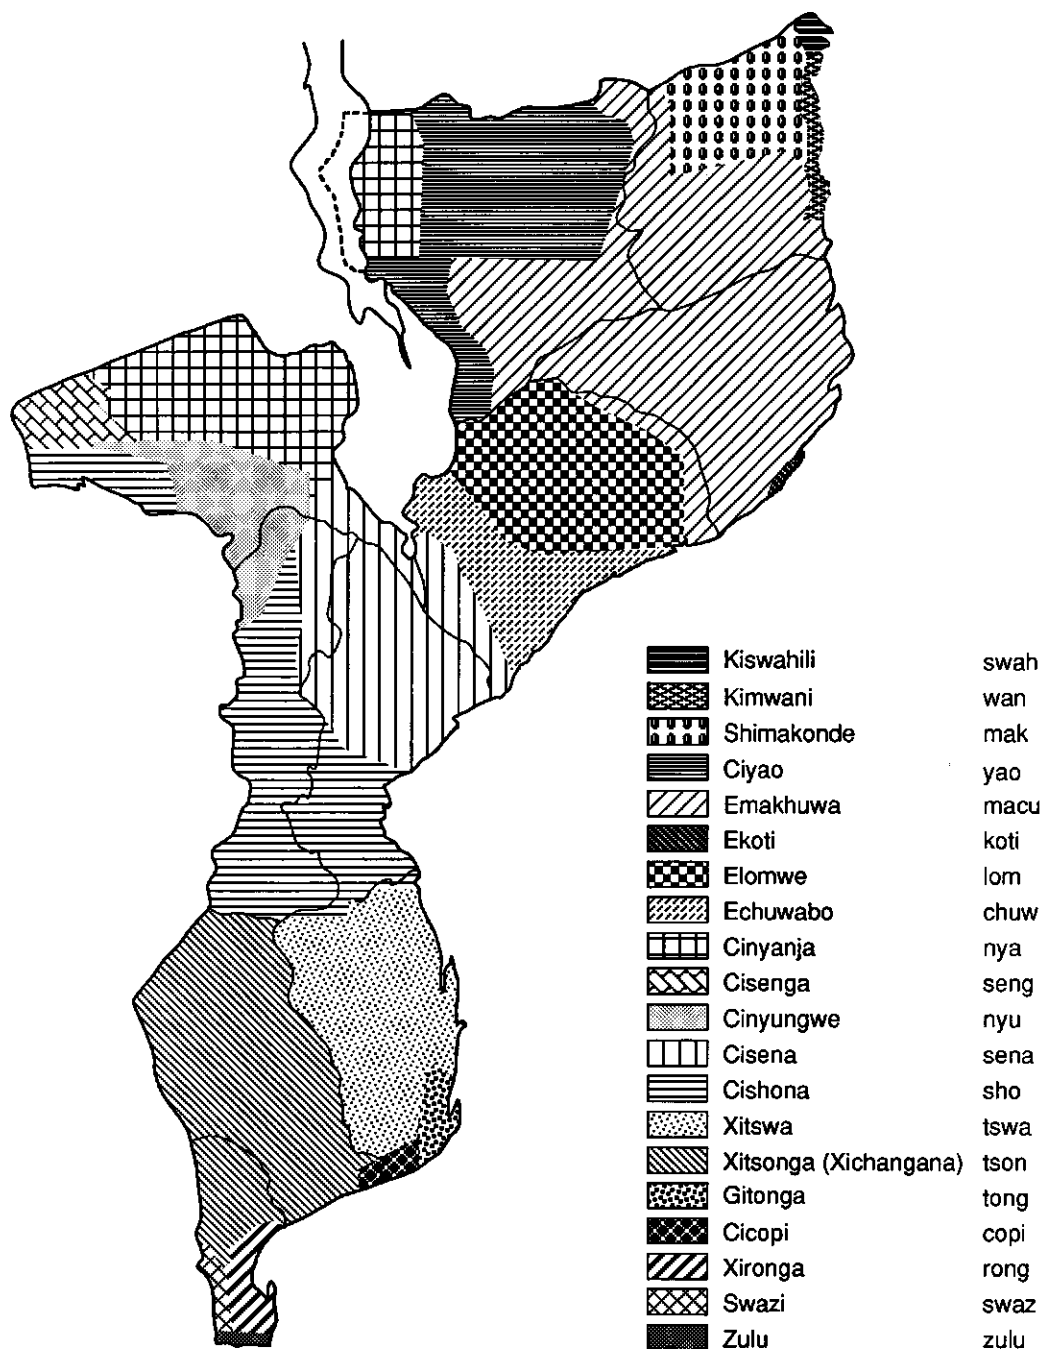 Kiswahili swah
Kimwani wan
Shimakonde mak
Ciyao yao
Emakhuwa macu
Ekoti koti
Elomwe lom
Echuwabo chuw
Cinyanja nya
Cisenga seng
Cinyungwe nyu
Cisena sena
Cishona sho
Xitswa tswa
Xitsonga (Xichangana) tson
Gitonga tong
Cicopi copi
Xironga rong
Swazi swaz
Zulu zulu